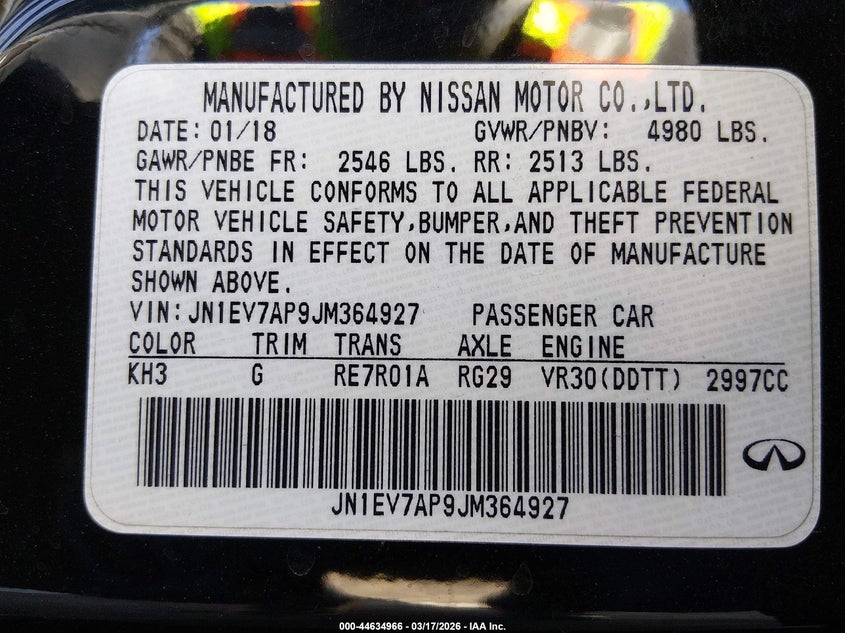 MANUFACTURED BY NISSAN MOTOR CO.,LTD.
DATE:01/18 GVWR/PNBV: 4980 LBS.
GAWR/PNBE FR: 2546 LBS. RR: 2513 LBS.
THIS VEHICLE CONFORMS TO ALL APPLICABLE FEDERAL
MOTOR VEHICLE SAFETY,BUMPER,AND THEFT PREVENTION
STANDARDS IN EFFECT ON THE DATE OF MANUFACTURE
SHOWN ABOVE.
VIN:JN1EV7AP9JM364927 PASSENGER CAR
COLOR TRIM TRANS AXLE ENGINE
KH3 G RE7R01A RG29 VR30(DDTT) 2997CC
JN1EV7AP9JM364927
000-44634966 - 03/17/2026 - IAA Inc.